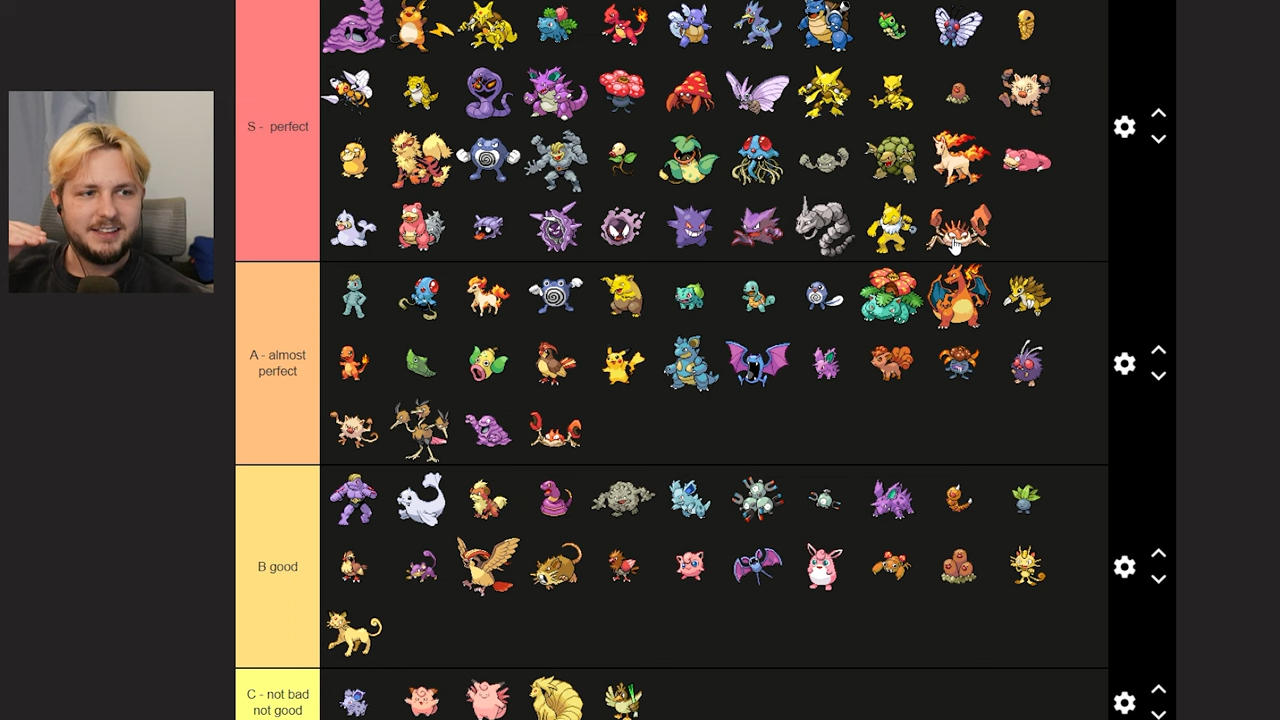 S - perfect
A - almost
perfect
B good
C - not bad
not good